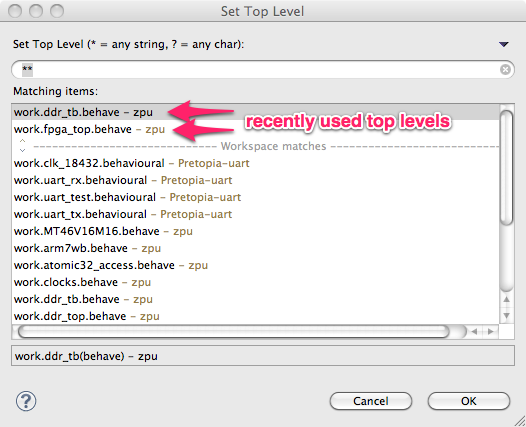 Set Top Level
Set Top Level (* = any string, ? = any char):
**
Matching items:
work.ddr_tb.behave - zpu
work.fpga_top.behave - zpu
recently used top levels
Workspace matches
work.clk_18432.behavioural - Pretopia-uart
work.uart_rx.behavioural - Pretopia-uart
work.uart_test.behavioural - Pretopia-uart
work.uart_tx.behavioural - Pretopia-uart
work.MT46V16M16.behave - zpu
work.arm7wb.behave - zpu
work.atomic32_access.behave - zpu
work.clocks.behave - zpu
work.ddr_tb.behave - zpu
work.ddr_top.behave - zpu
work.ddr_tb(behave) - zpu
?
Cancel
OK